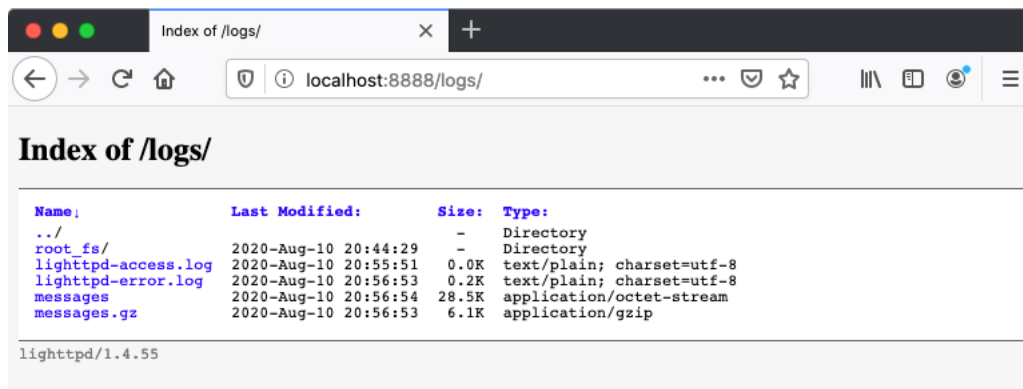 Index of /logs/
localhost:8888/logs/
Index of /logs/
Name↓ Last Modified: Size: Type:
../ - Directory
root_fs/ 2020-Aug-10 20:44:29 - Directory
lighttpd-access.log 2020-Aug-10 20:55:51 0.0K text/plain; charset=utf-8
lighttpd-error.log 2020-Aug-10 20:56:53 0.2K text/plain; charset=utf-8
messages 2020-Aug-10 20:56:54 28.5K application/octet-stream
messages.gz 2020-Aug-10 20:56:53 6.1K application/gzip
lighttpd/1.4.55